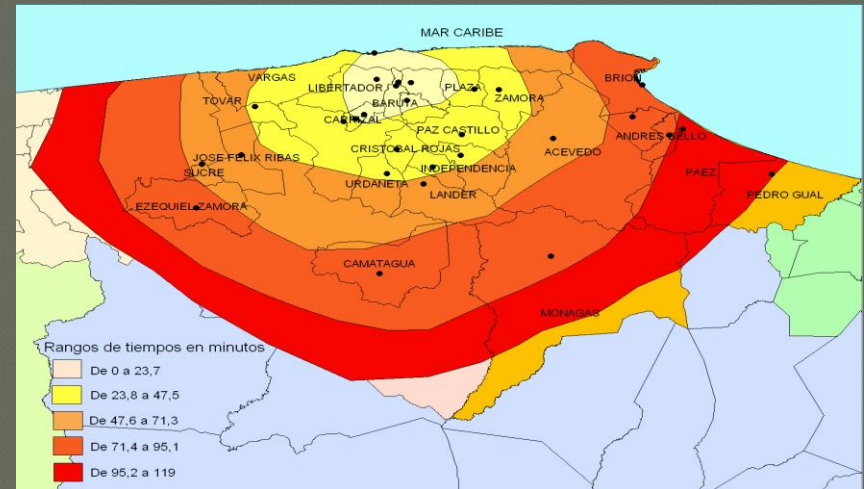 MAR CARIBE
VARGAS
LIBERTADOR
BRION
PLAZA
TOVAR
BARUTA
ZAMORA
CARRIZAL
PAZ CASTILLO
ANDRES BELLO
CRISTOBAL ROJAS
ACEVEDO
JOSE FELIX RIBAS
SUCRE
INDEPENDENCIA
PAEZ
URDANETA
LANDER
PEDRO GUAL
EZEQUIEL ZAMORA
CAMATAGUA
MONAGAS
Rangos de tiempos en minutos
De 0 a 23,7
De 23,8 a 47,5
De 47,6 a 71,3
De 71,4 a 95,1
De 95,2 a 119